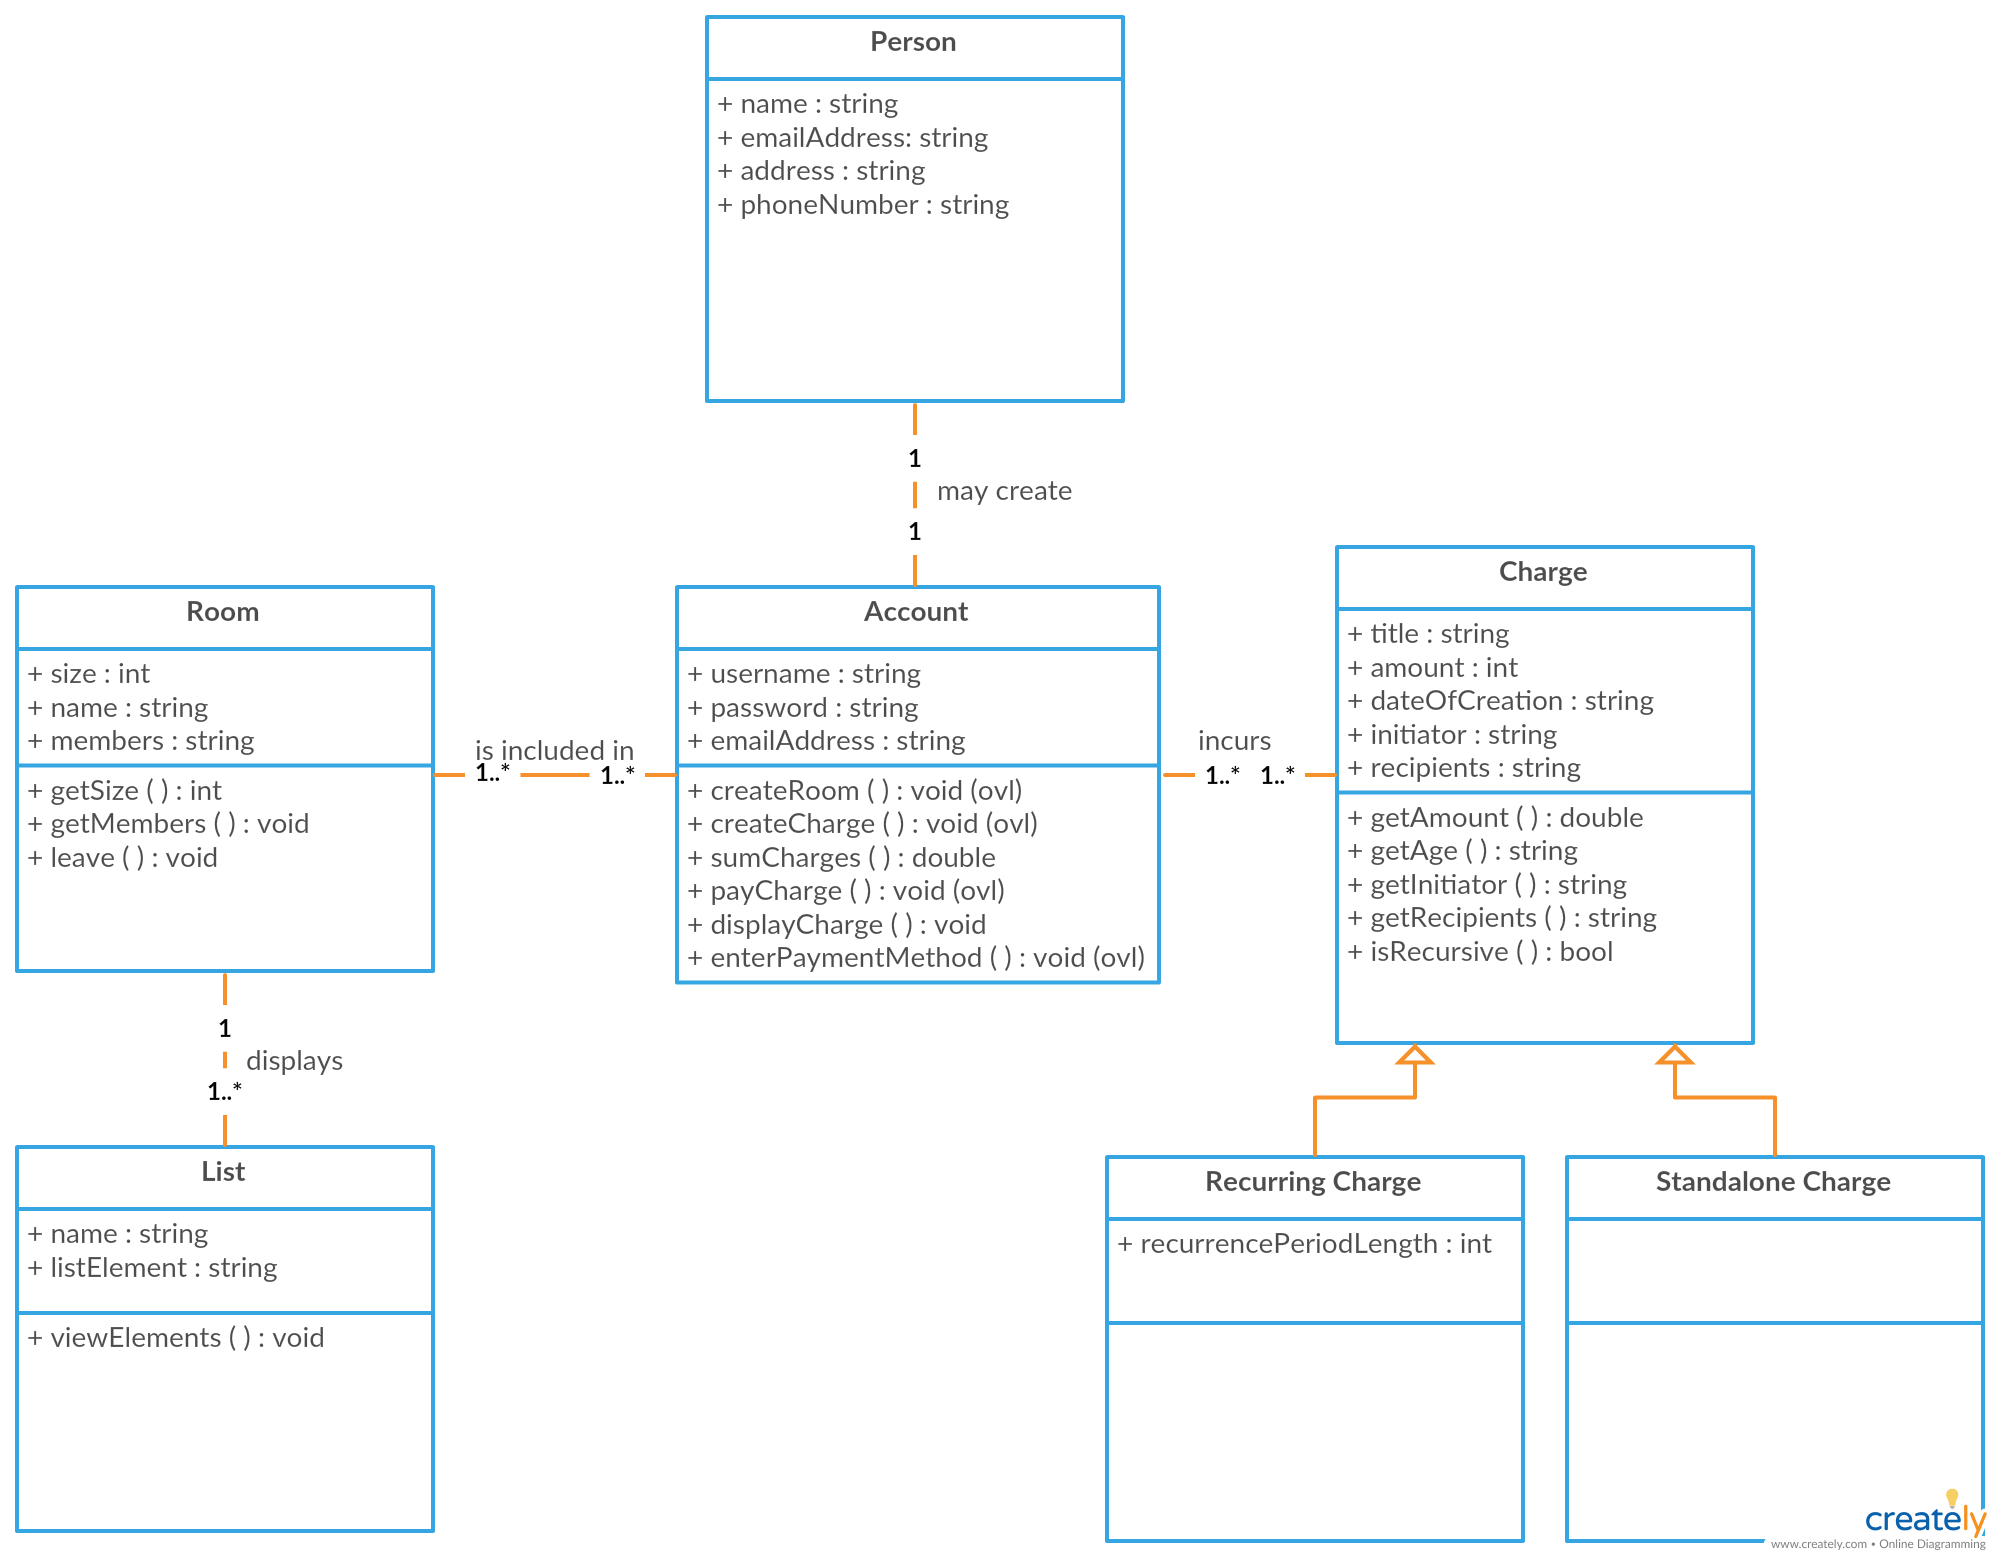 Person
+ name : string
+ emailAddress: string
+ address : string
+ phoneNumber : string
1
may create
1
Room
+ size : int
+ name : string
+ members : string
+ getSize ( ) : int
+ getMembers ( ) : void
+ leave ( ) : void
is included in
1..* 1..*
Account
+ username : string
+ password : string
+ emailAddress : string
+ createRoom ( ) : void (ovl)
+ createCharge ( ) : void (ovl)
+ sumCharges ( ) : double
+ payCharge ( ) : void (ovl)
+ displayCharge ( ) : void
+ enterPaymentMethod ( ) : void (ovl)
incurs
1..* 1..*
Charge
+ title : string
+ amount : int
+ dateOfCreation : string
+ initiator : string
+ recipients : string
+ getAmount ( ) : double
+ getAge ( ) : string
+ getInitiator ( ) : string
+ getRecipients ( ) : string
+ isRecursive ( ) : bool
1
displays
1..*
List
+ name : string
+ listElement : string
+ viewElements ( ) : void
Recurring Charge
+ recurrencePeriodLength : int
Standalone Charge
creately
www.creately.com • Online Diagramming